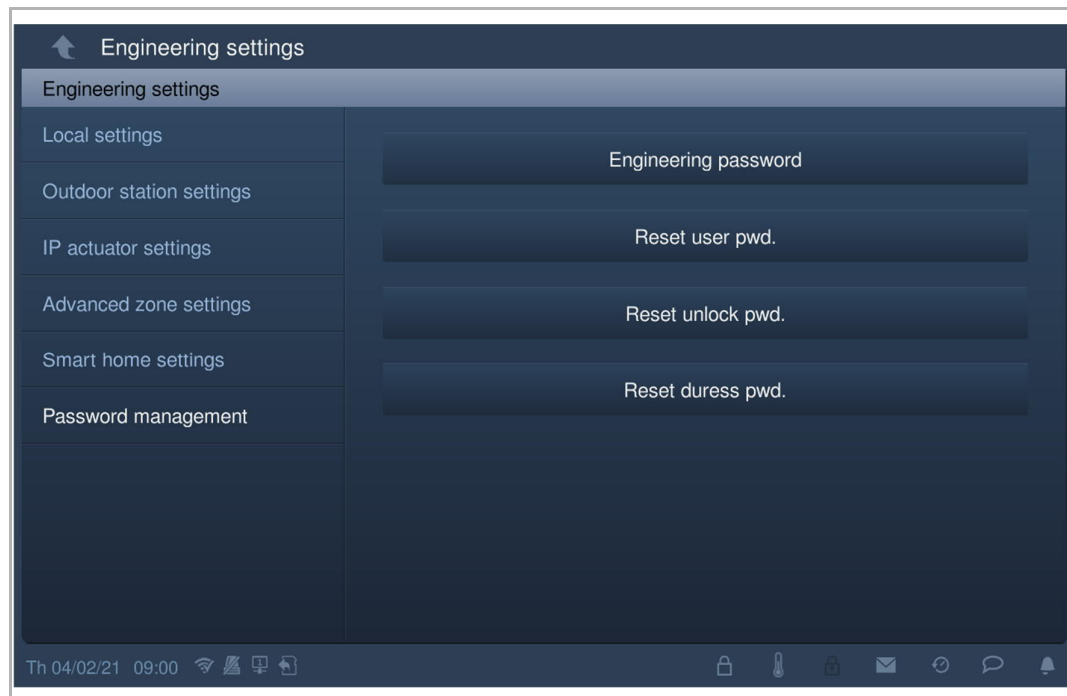 Engineering settings
Engineering settings
Local settings
Outdoor station settings
IP actuator settings
Advanced zone settings
Smart home settings
Password management
Engineering password
Reset user pwd.
Reset unlock pwd.
Reset duress pwd.
Th 04/02/21 09:00